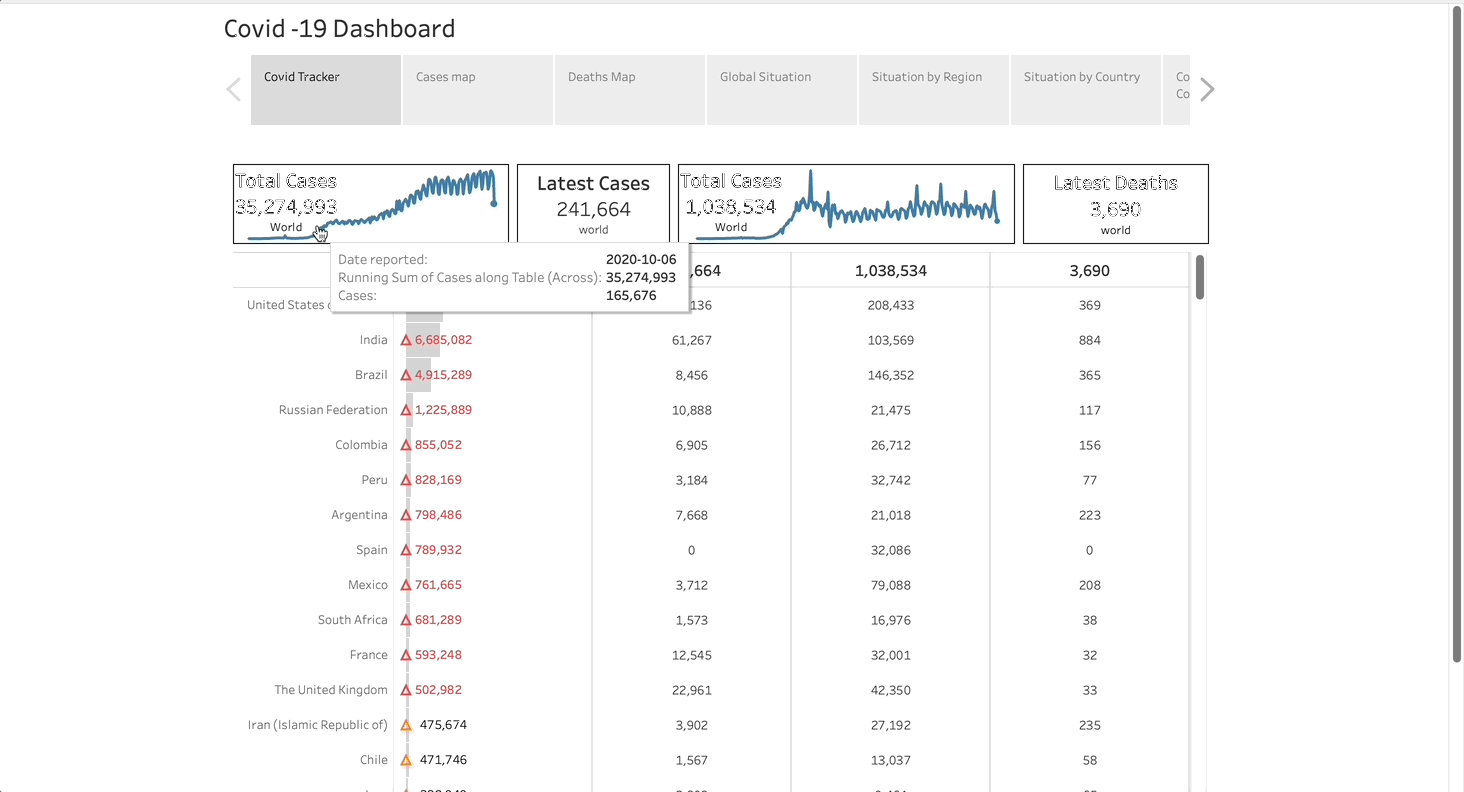 Covid -19 Dashboard
Covid Tracker
Cases map
Deaths Map
Global Situation
Situation by Region
Situation by Country
Co
Co
Total Cases
35,274,993
World
Latest Cases
241,664
world
Total Cases
1,038,534
World
Latest Deaths
3,690
world
Date reported: 2020-10-06
Running Sum of Cases along Table (Across): 35,274,993
Cases: 165,676
,664 1,038,534 3,690
United States 136 208,433 369
India 6,685,082 61,267 103,569 884
Brazil 4,915,289 8,456 146,352 365
Russian Federation 1,225,889 10,888 21,475 117
Colombia 855,052 6,905 26,712 156
Peru 828,169 3,184 32,742 77
Argentina 798,486 7,668 21,018 223
Spain 789,932 0 32,086 0
Mexico 761,665 3,712 79,088 208
South Africa 681,289 1,573 16,976 38
France 593,248 12,545 32,001 32
The United Kingdom 502,982 22,961 42,350 33
Iran (Islamic Republic of) 475,674 3,902 27,192 235
Chile 471,746 1,567 13,037 58